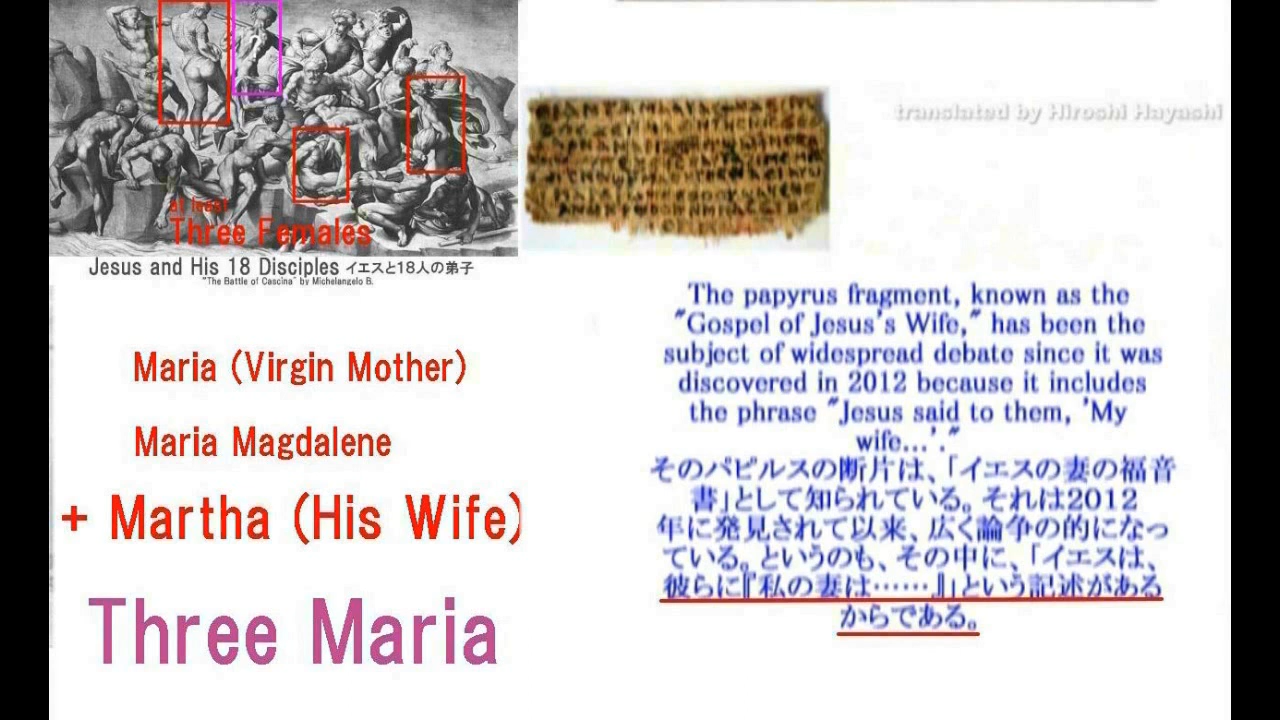 at least
Three Females
Jesus and His 18 Disciples イエスと18人の弟子
"The Battle of Cascina" by Michelangelo B.
Maria (Virgin Mother)
Maria Magdalene
+ Martha (His Wife)
Three Maria
translated by Hiroshi Hayashi
The papyrus fragment, known as the
"Gospel of Jesus's Wife," has been the
subject of widespread debate since it was
discovered in 2012 because it includes
the phrase "Jesus said to them, 'My
wife...'."
そのパピルスの断片は、「イエスの妻の福音
書」として知られている。それは2012
年に発見されて以来、広く論争の的になっ
ている。というのも、その中に、「イエスは、
彼らに『私の妻は……』」という記述がある
からである。